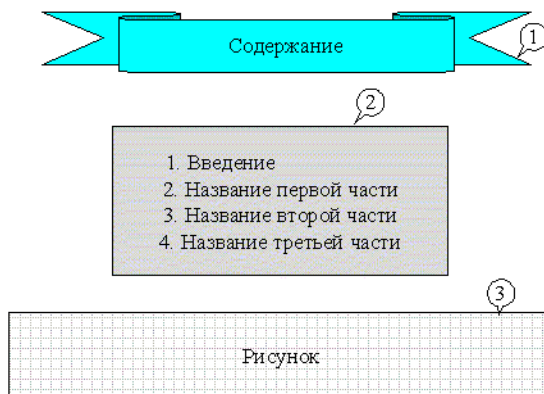 Содержание
1
2
1. Введение
2. Название первой части
3. Название второй части
4. Название третьей части
3
Рисунок